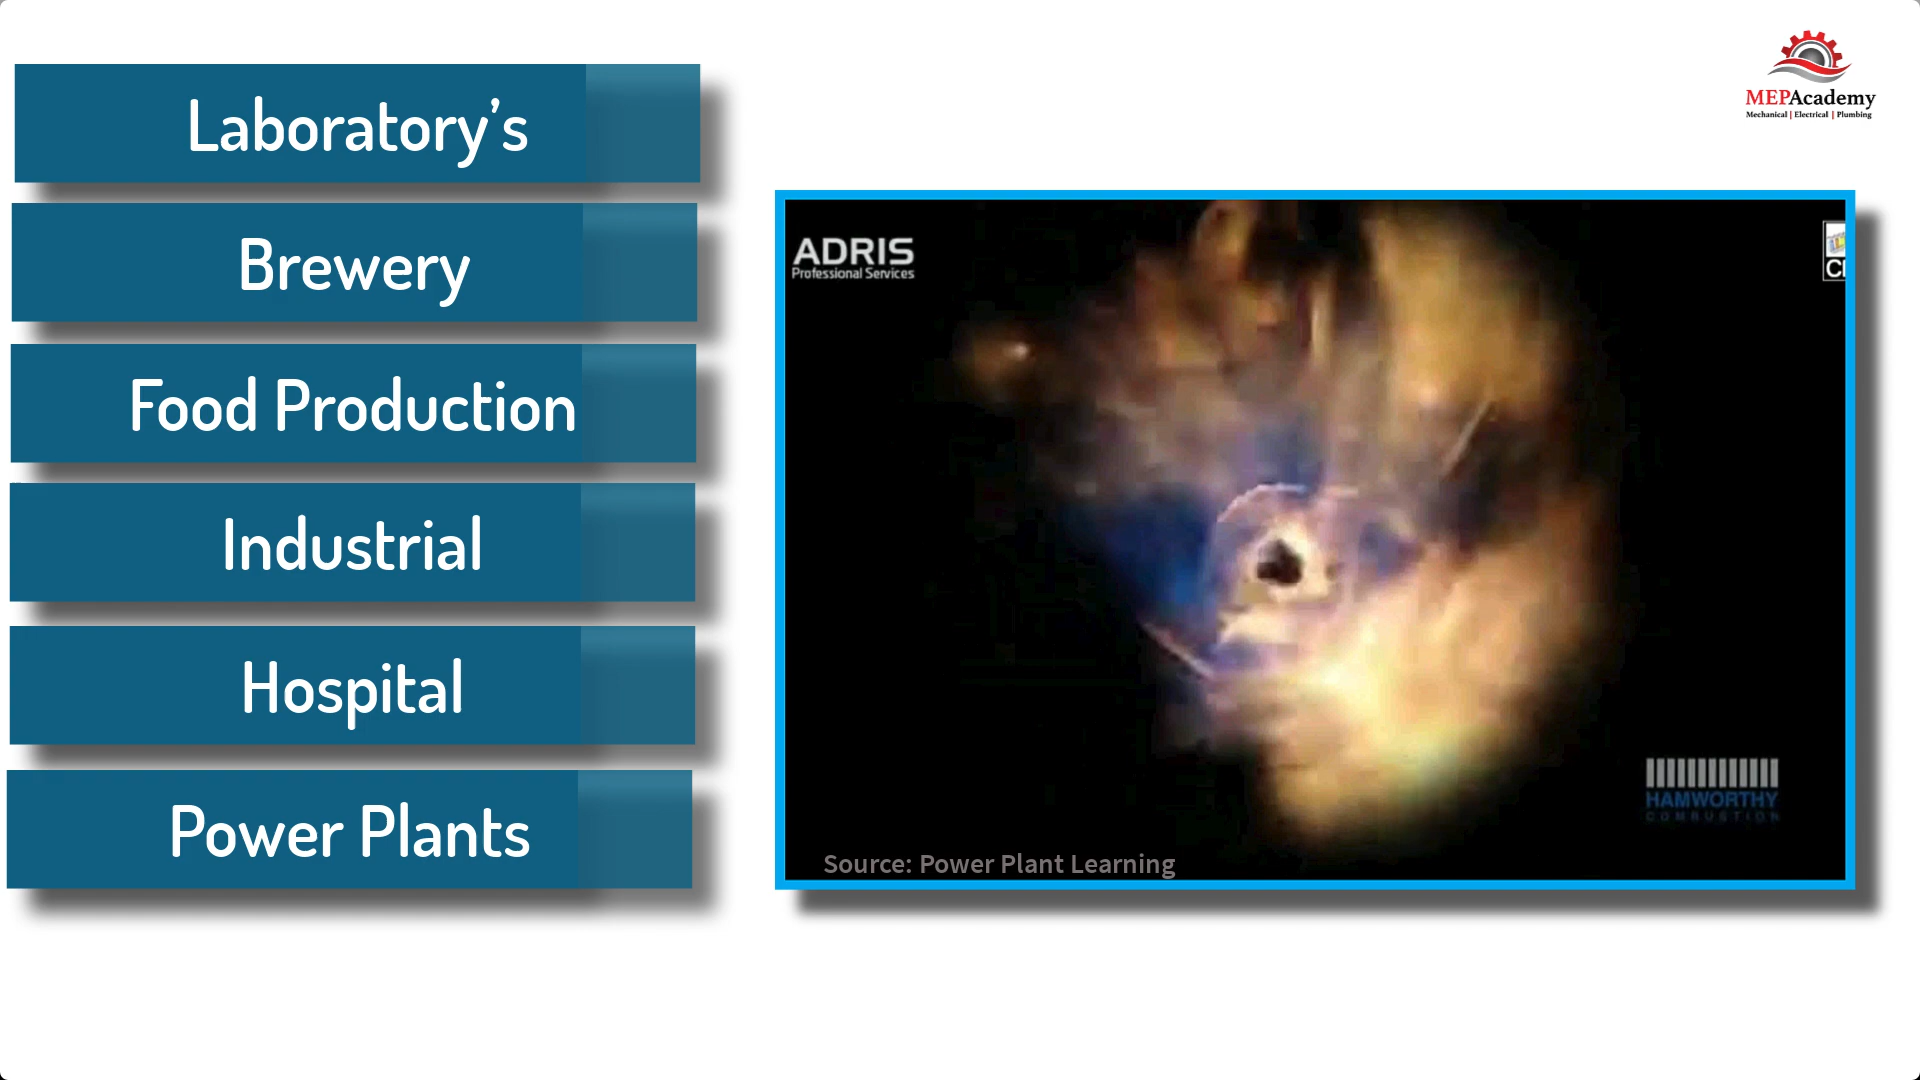 Laboratory's
Brewery
Food Production
Industrial
Hospital
Power Plants
MEPAcademy
Mechanical | Electrical | Plumbing
ADRIS
Professional Services
HAMWORTHY
COMBUSTION
Source: Power Plant Learning